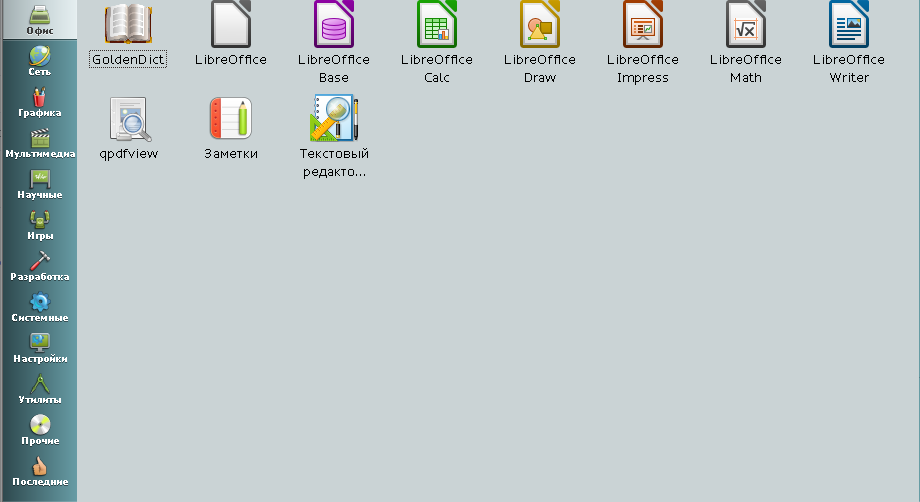 Офис
Сеть
Графика
Мультимедиа
Научные
Игры
Разработка
Системные
Настройки
Утилиты
Прочие
Последние
GoldenDict
LibreOffice
LibreOffice
Base
LibreOffice
Calc
LibreOffice
Draw
LibreOffice
Impress
LibreOffice
Math
LibreOffice
Writer
qpdfview
Заметки
Текстовый
редакто...